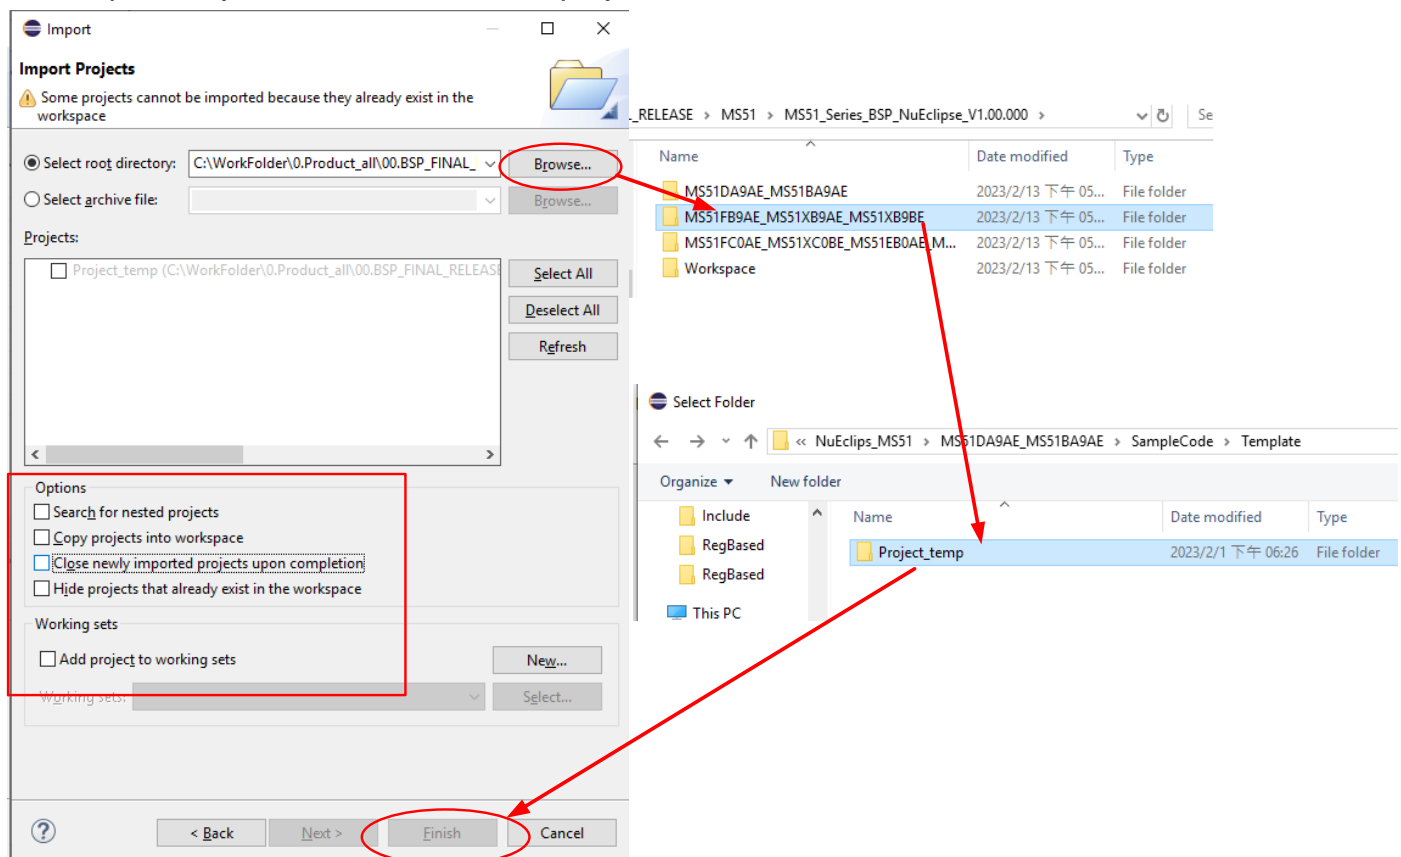 Import
Import Projects
Some projects cannot be imported because they already exist in the
workspace
Select root directory:
C:\WorkFolder\0.Product_all\00.BSP_FINAL_
Browse...
Select archive file:
Browse...
Projects:
Project_temp (C:\WorkFolder\0.Product_all\00.BSP_FINAL_RELEASE
Select All
Deselect All
Refresh
Options
Search for nested projects
Copy projects into workspace
Close newly imported projects upon completion
Hide projects that already exist in the workspace
Working sets
Add project to working sets
New...
Working sets:
Select...
< Back
Next >
Finish
Cancel
_RELEASE > MS51 > MS51_Series_BSP_NuEclipse_V1.00.000 >
Se
Name Date modified Type
MS51DA9AE_MS51BA9AE 2023/2/13 下午 05... File folder
MS51FB9AE_MS51XB9AE_MS51XB9BE 2023/2/13 下午 05... File folder
MS51FC0AE_MS51XC0BE_MS51EB0AE_M... 2023/2/13 下午 05... File folder
Workspace 2023/2/13 下午 05... File folder
Select Folder
« NuEclips_MS51 > MS51DA9AE_MS51BA9AE > SampleCode > Template
Organize New folder
Include
RegBased
RegBased
This PC
Name Date modified Type
Project_temp 2023/2/1 下午 06:26 File folder